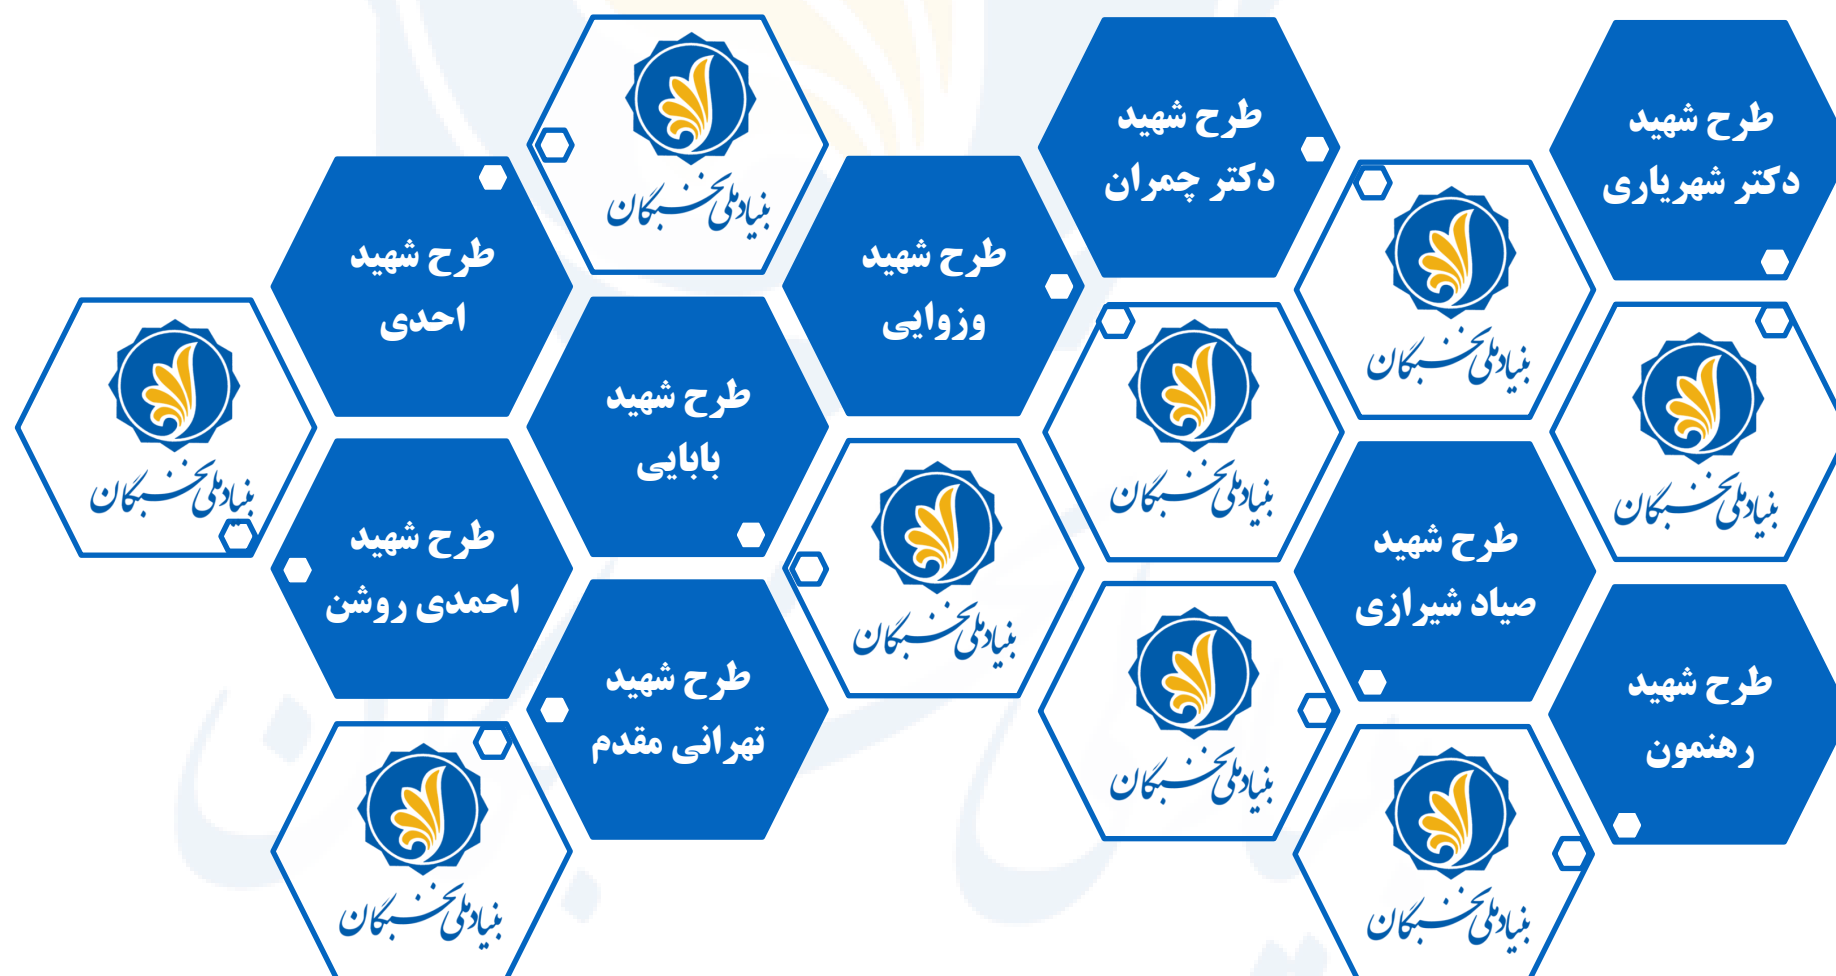 طرح شهید
دکتر شهریاری
طرح شهید
دکتر چمران
بنیاد ملی نخبگان
بنیاد ملی نخبگان
طرح شهید
وزوایی
طرح شهید
احدی
بنیاد ملی نخبگان
بنیاد ملی نخبگان
طرح شهید
بابایی
بنیاد ملی نخبگان
طرح شهید
صیاد شیرازی
بنیاد ملی نخبگان
طرح شهید
احمدی روشن
طرح شهید
رهنمون
بنیاد ملی نخبگان
طرح شهید
تهرانی مقدم
بنیاد ملی نخبگان
بنیاد ملی نخبگان